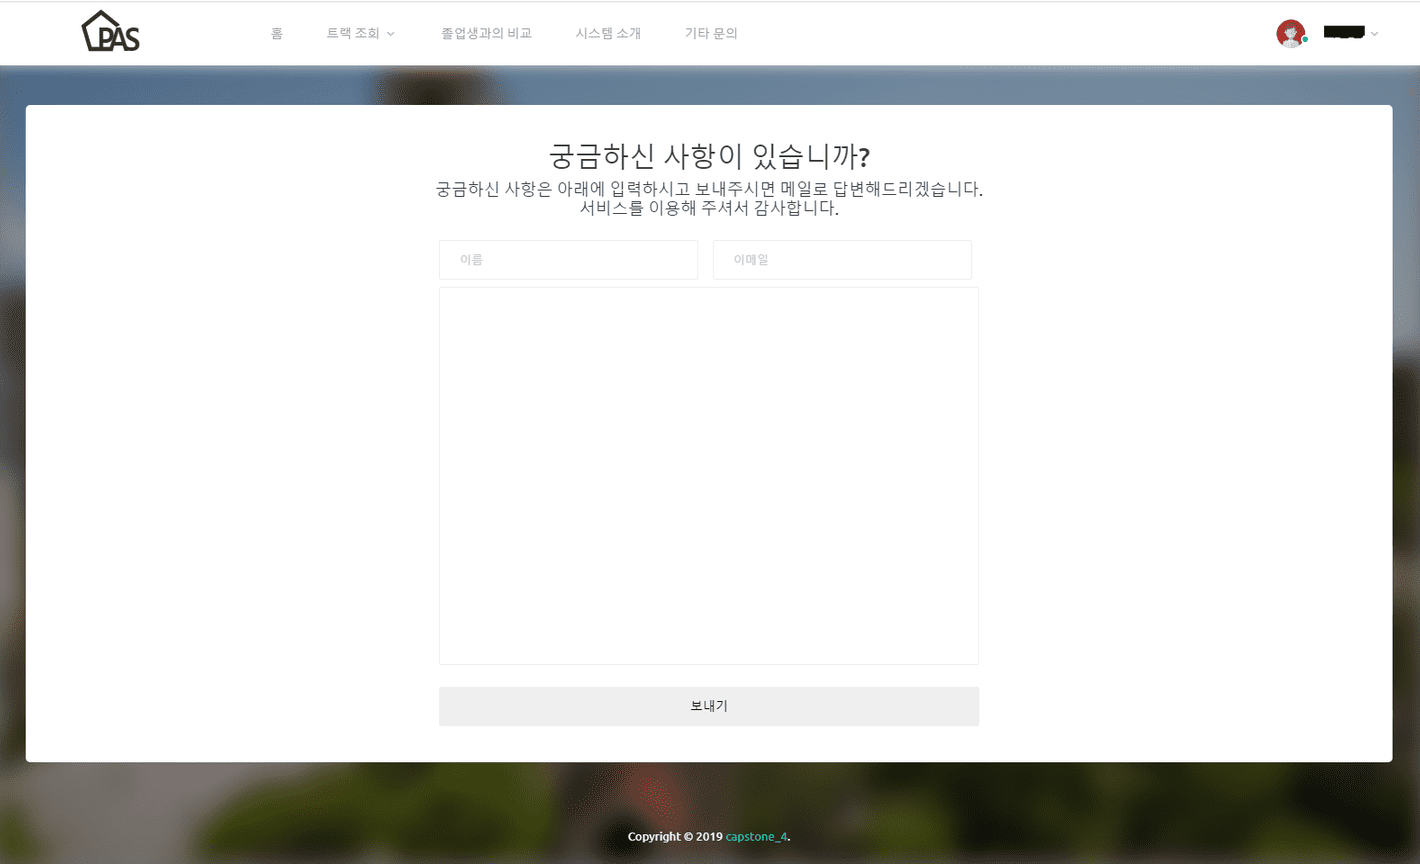 PAS
홈
트랙 조회
졸업생과의 비교
시스템 소개
기타 문의
궁금하신 사항이 있습니까?
궁금하신 사항은 아래에 입력하시고 보내주시면 메일로 답변해드리겠습니다.
서비스를 이용해 주셔서 감사합니다.
이름
이메일
보내기
Copyright © 2019 capstone_4.